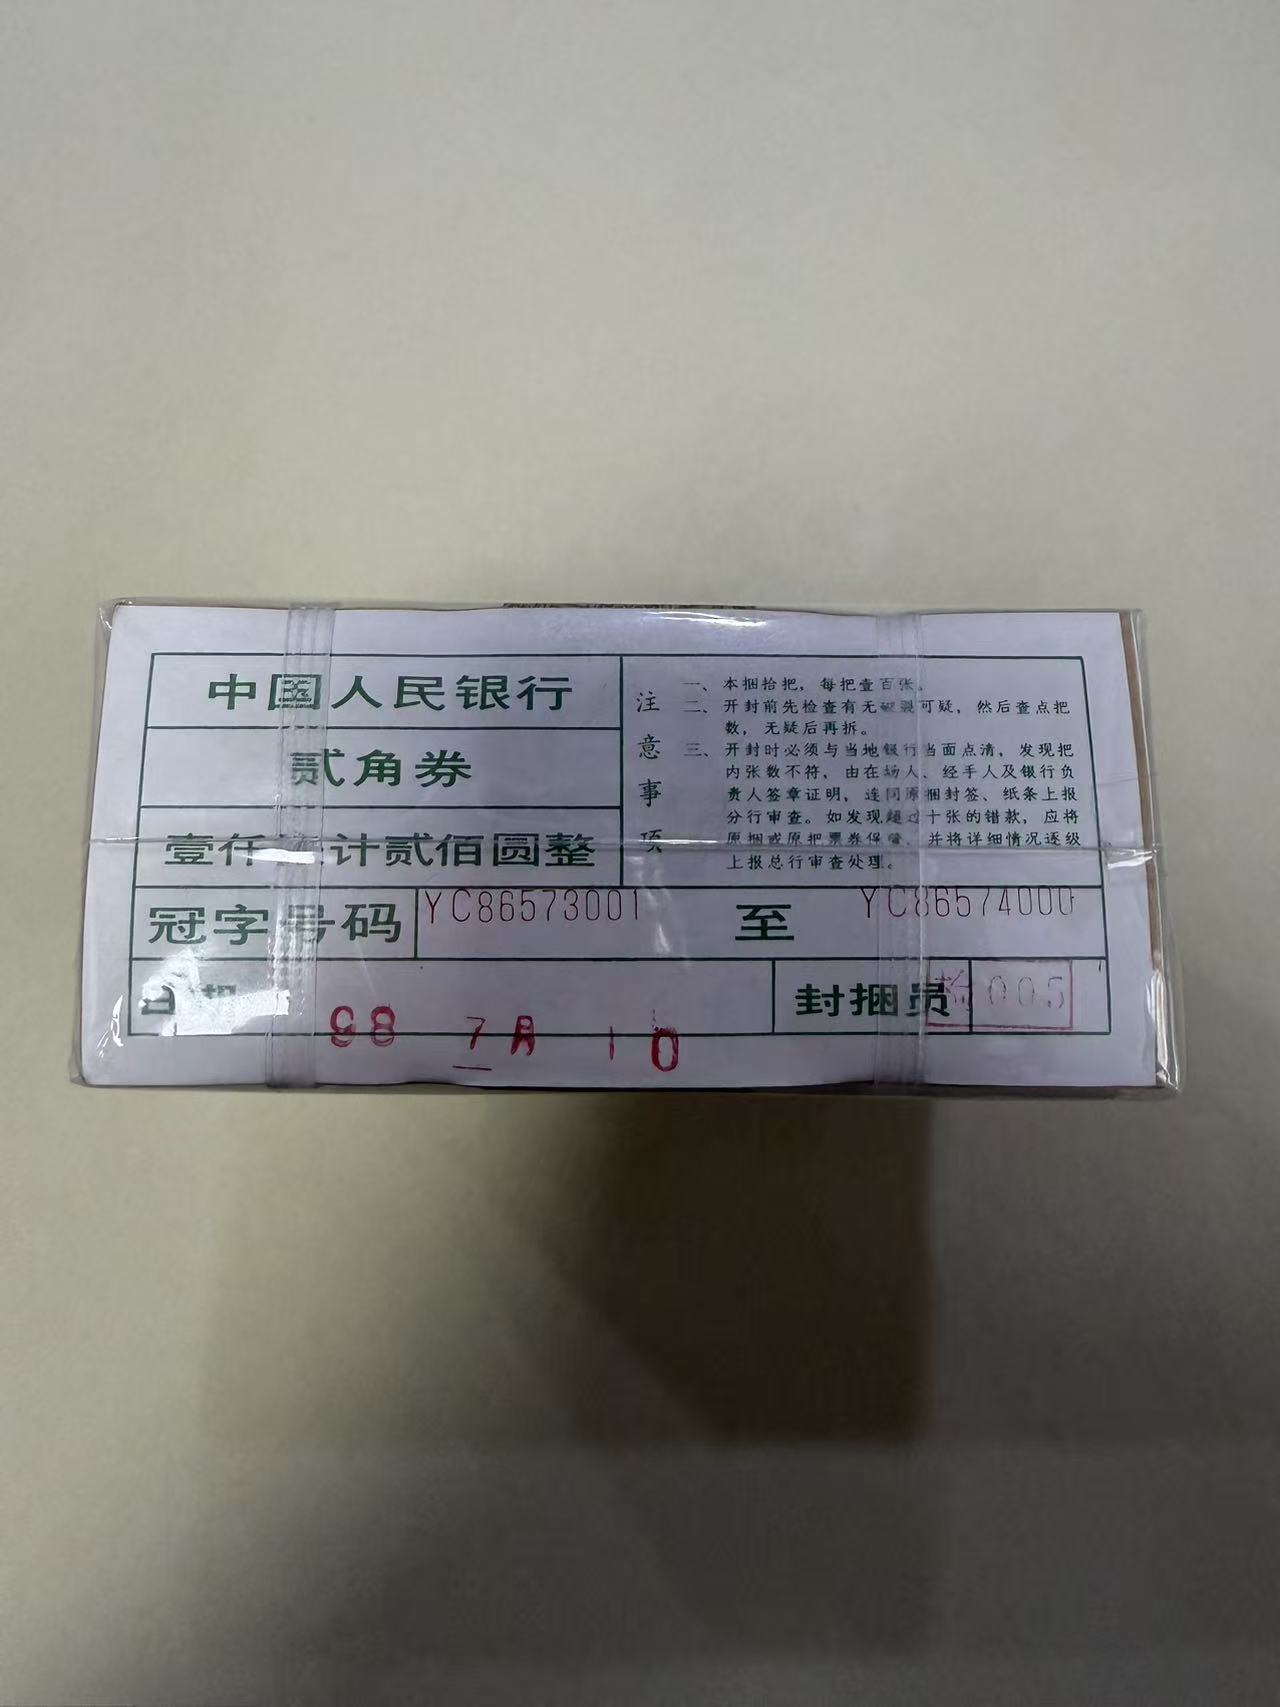 中国人民银行
贰角券
壹仟张计贰佰圆整
注意事项
一、本捆拾把，每把壹百张。
二、开封前先检查有无破裂可疑，然后查点把
数，无疑后再拆。
三、开封时必须与当地银行当面点清，发现把
内张数不符，由在场人、经手人及银行负
责人签章证明，连同原捆封签、纸条上报
分行审查。如发现超过十张的错款，应将
原捆或原把票券保管，并将详细情况逐级
上报总行审查处理。
冠字号码 YC86573001 至 YC86574000
日期 98 7月 10 封捆员 005